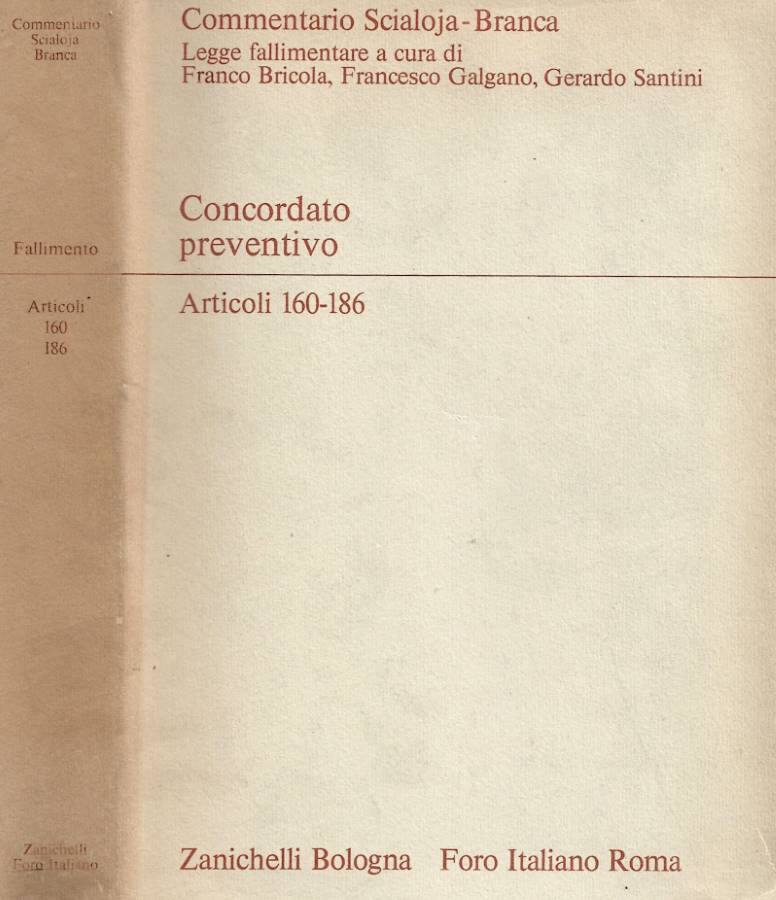 Commentario
Scialoja
Branca
Fallimento
Articoli
160
186
Zanichelli
Foro Italiano
Commentario Scialoja-Branca
Legge fallimentare a cura di
Franco Bricola, Francesco Galgano, Gerardo Santini
Concordato
preventivo
Articoli 160-186
Zanichelli Bologna Foro Italiano Roma